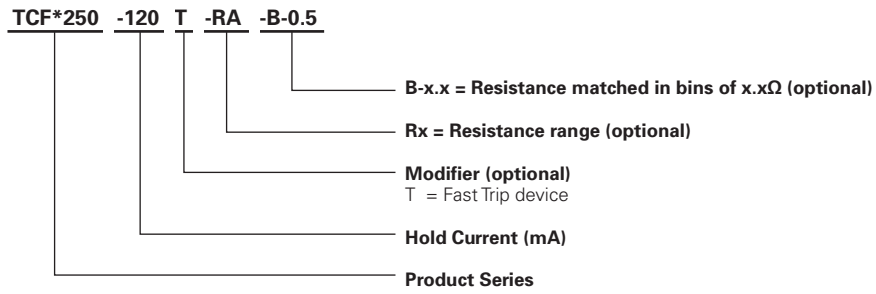 TCF*250 -120 T -RA -B-0.5
B-x.x = Resistance matched in bins of x.xΩ (optional)
Rx = Resistance range (optional)
Modifier (optional)
T = Fast Trip device
Hold Current (mA)
Product Series